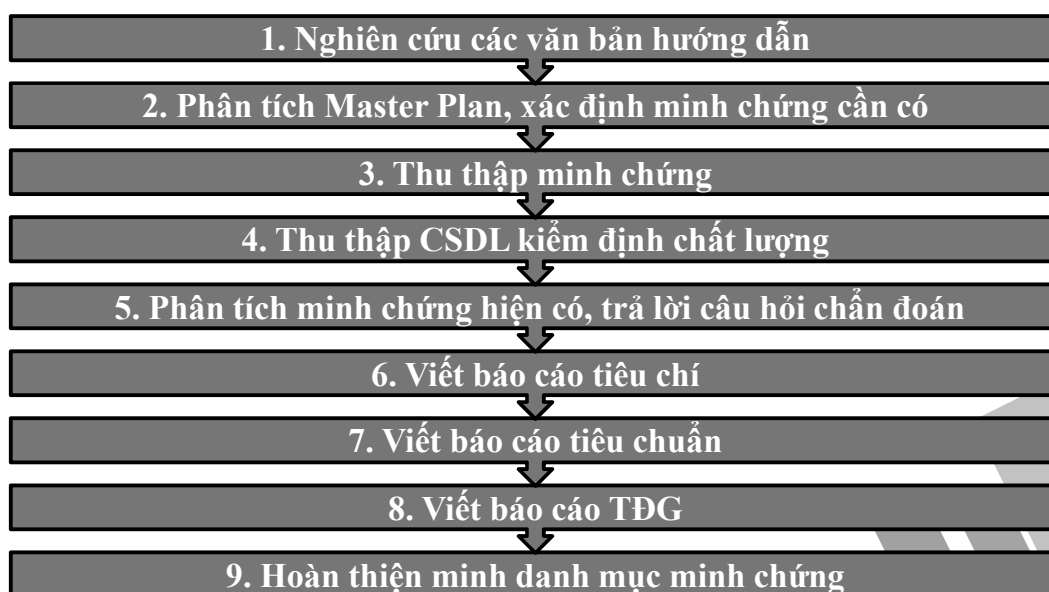 1. Nghiên cứu các văn bản hướng dẫn
2. Phân tích Master Plan, xác định minh chứng cần có
3. Thu thập minh chứng
4. Thu thập CSDL kiểm định chất lượng
5. Phân tích minh chứng hiện có, trả lời câu hỏi chẩn đoán
6. Viết báo cáo tiêu chí
7. Viết báo cáo tiêu chuẩn
8. Viết báo cáo TĐG
9. Hoàn thiện minh danh mục minh chứng